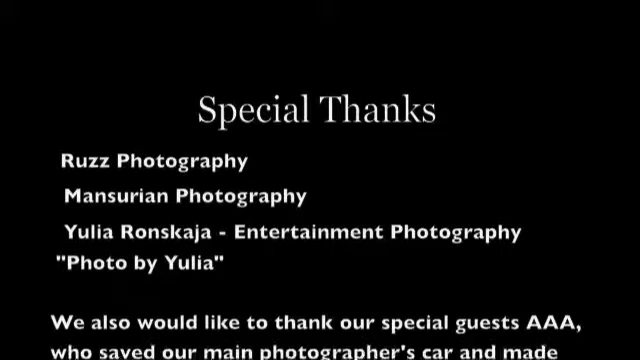 Special Thanks
Ruzz Photography
Mansurian Photography
Yulia Ronskaja - Entertainment Photography
"Photo by Yulia"
We also would like to thank our special guests AAA,
who saved our main photographer's car and made